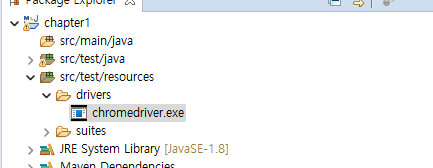 Package Explorer
chapter1
src/main/java
src/test/java
src/test/resources
drivers
chromedriver.exe
suites
JRE System Library [JavaSE-1.8]
Maven Dependencies